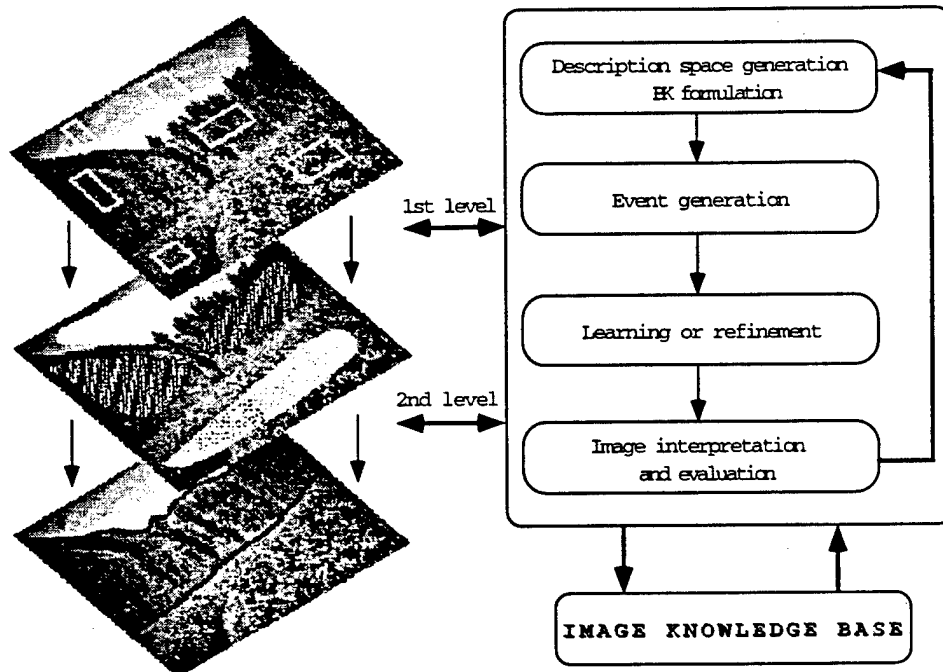 Description space generation
BK formulation
1st level
Event generation
Learning or refinement
2nd level
Image interpretation
and evaluation
IMAGE KNOWLEDGE BASE